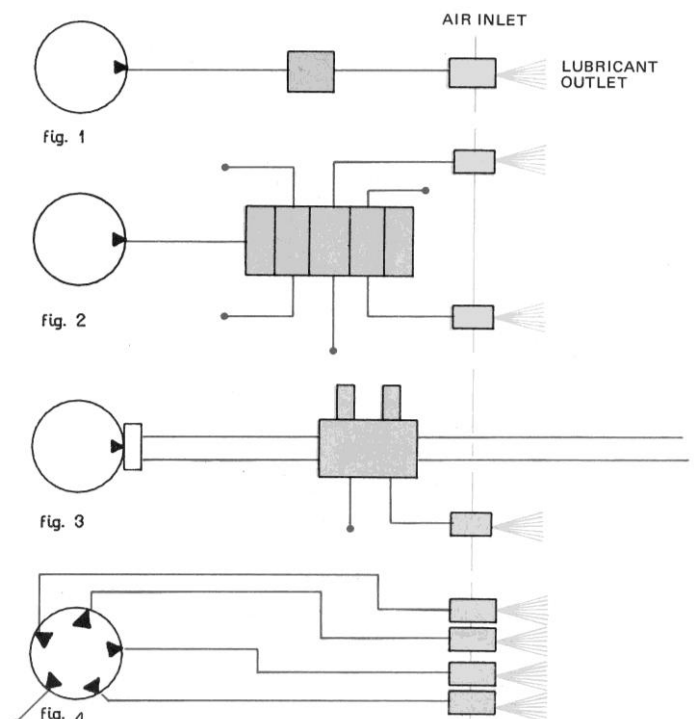 AIR INLET
LUBRICANT
OUTLET
fig. 1
fig. 2
fig. 3
fig. 4